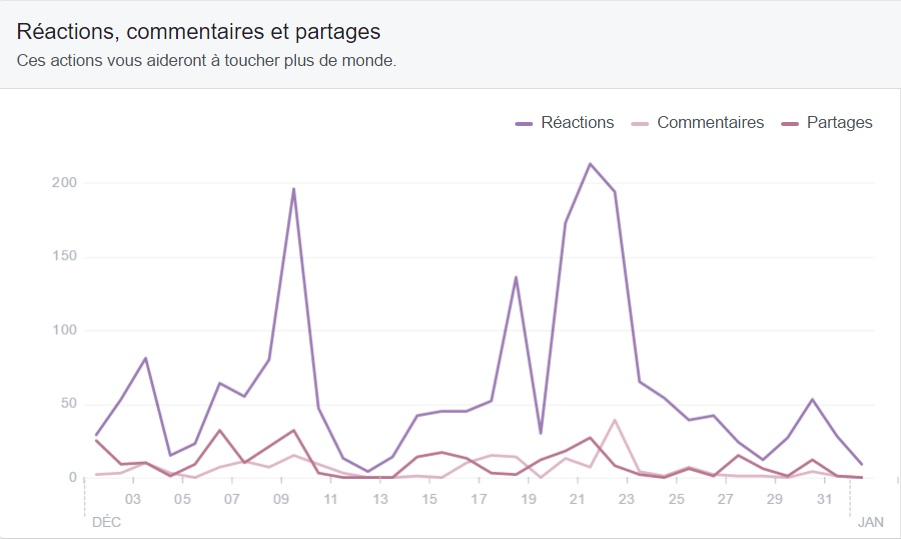 Réactions, commentaires et partages
Ces actions vous aideront à toucher plus de monde.
Réactions Commentaires Partages
200
150
100
50
0
03 05 07 09 11 13 15 17 19 21 23 25 27 29 31
DÉC JAN